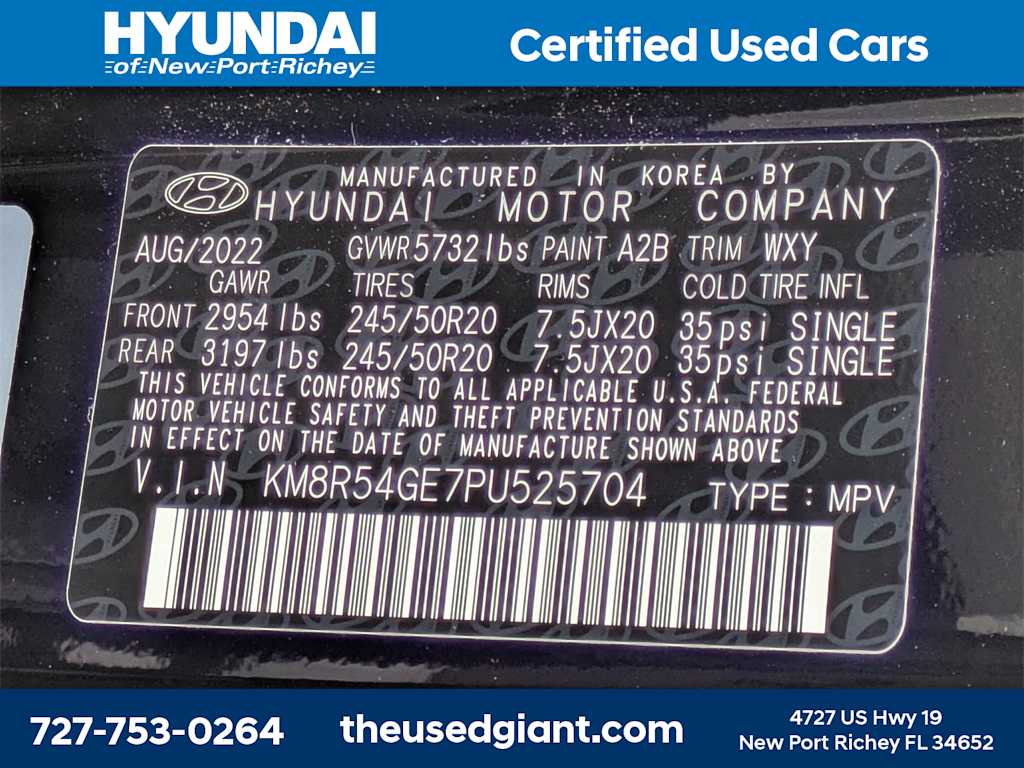 HYUNDAI
of New Port Richey
Certified Used Cars
MANUFACTURED IN KOREA BY
HYUNDAI MOTOR COMPANY
AUG/2022 GVWR 5732 lbs PAINT A2B TRIM WXY
GAWR TIRES RIMS COLD TIRE INFL
FRONT 2954 lbs 245/50R20 7.5JX20 35psi SINGLE
REAR 3197 lbs 245/50R20 7.5JX20 35psi SINGLE
THIS VEHICLE CONFORMS TO ALL APPLICABLE U.S.A. FEDERAL
MOTOR VEHICLE SAFETY AND THEFT PREVENTION STANDARDS
IN EFFECT ON THE DATE OF MANUFACTURE SHOWN ABOVE
V.I.N KM8R54GE7PU525704 TYPE : MPV
727-753-0264
theusedgiant.com
4727 US Hwy 19
New Port Richey FL 34652